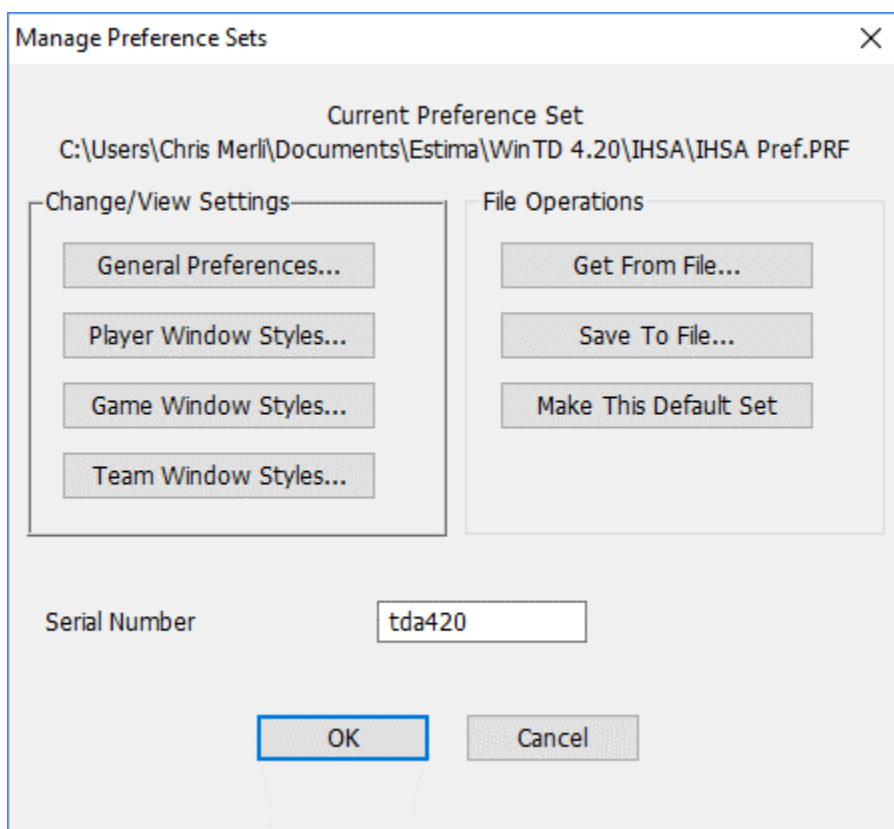 Manage Preference Sets
Current Preference Set
C:\Users\Chris Merli\Documents\Estima\WinTD 4.20\IHSA\IHSA Pref.PRF
Change/View Settings
General Preferences...
Player Window Styles...
Game Window Styles...
Team Window Styles...
File Operations
Get From File...
Save To File...
Make This Default Set
Serial Number
tda420
OK
Cancel